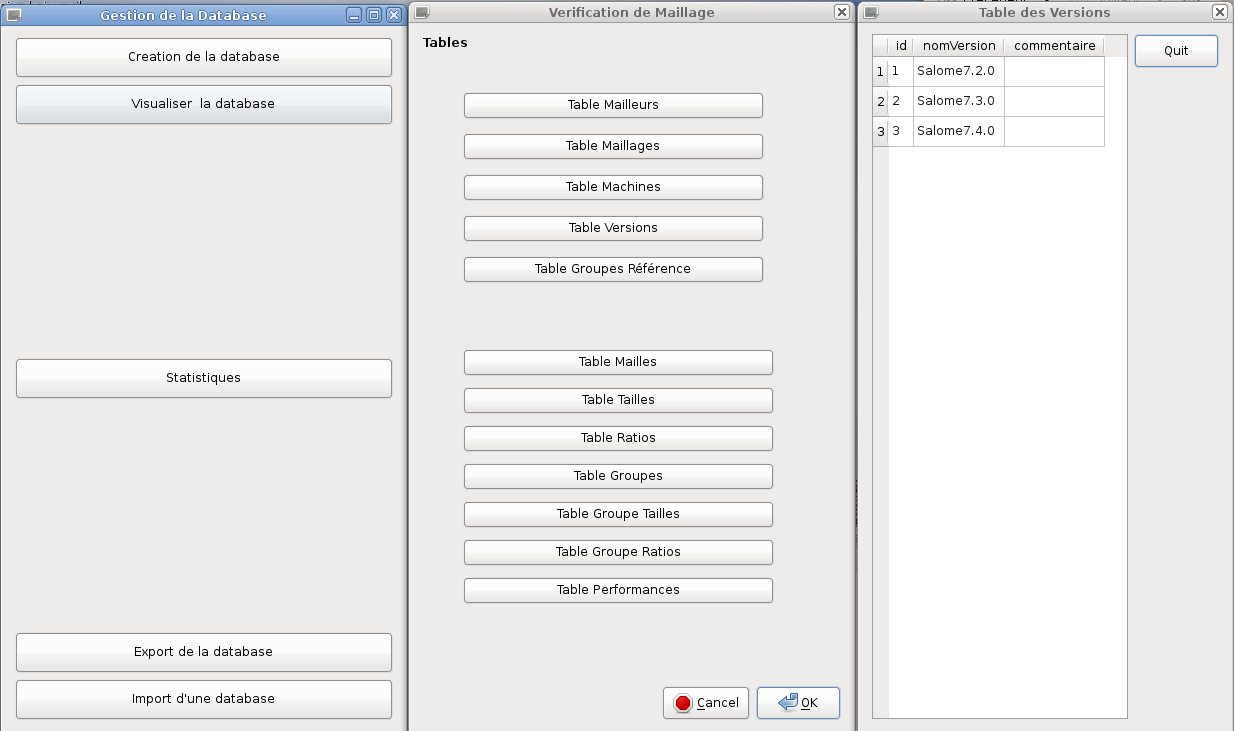 Gestion de la Database
Creation de la database
Visualiser  la database
Statistiques
Export de la database
Import d'une database
Verification de Maillage
Tables
Table Mailleurs
Table Maillages
Table Machines
Table Versions
Table Groupes Référence
Table Mailles
Table Tailles
Table Ratios
Table Groupes
Table Groupe Tailles
Table Groupe Ratios
Table Performances
Cancel
OK
Table des Versions
id nomVersion commentaire
1 1 Salome7.2.0
2 2 Salome7.3.0
3 3 Salome7.4.0
Quit